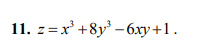 11. z = x³ + 8y³ − 6xy + 1.